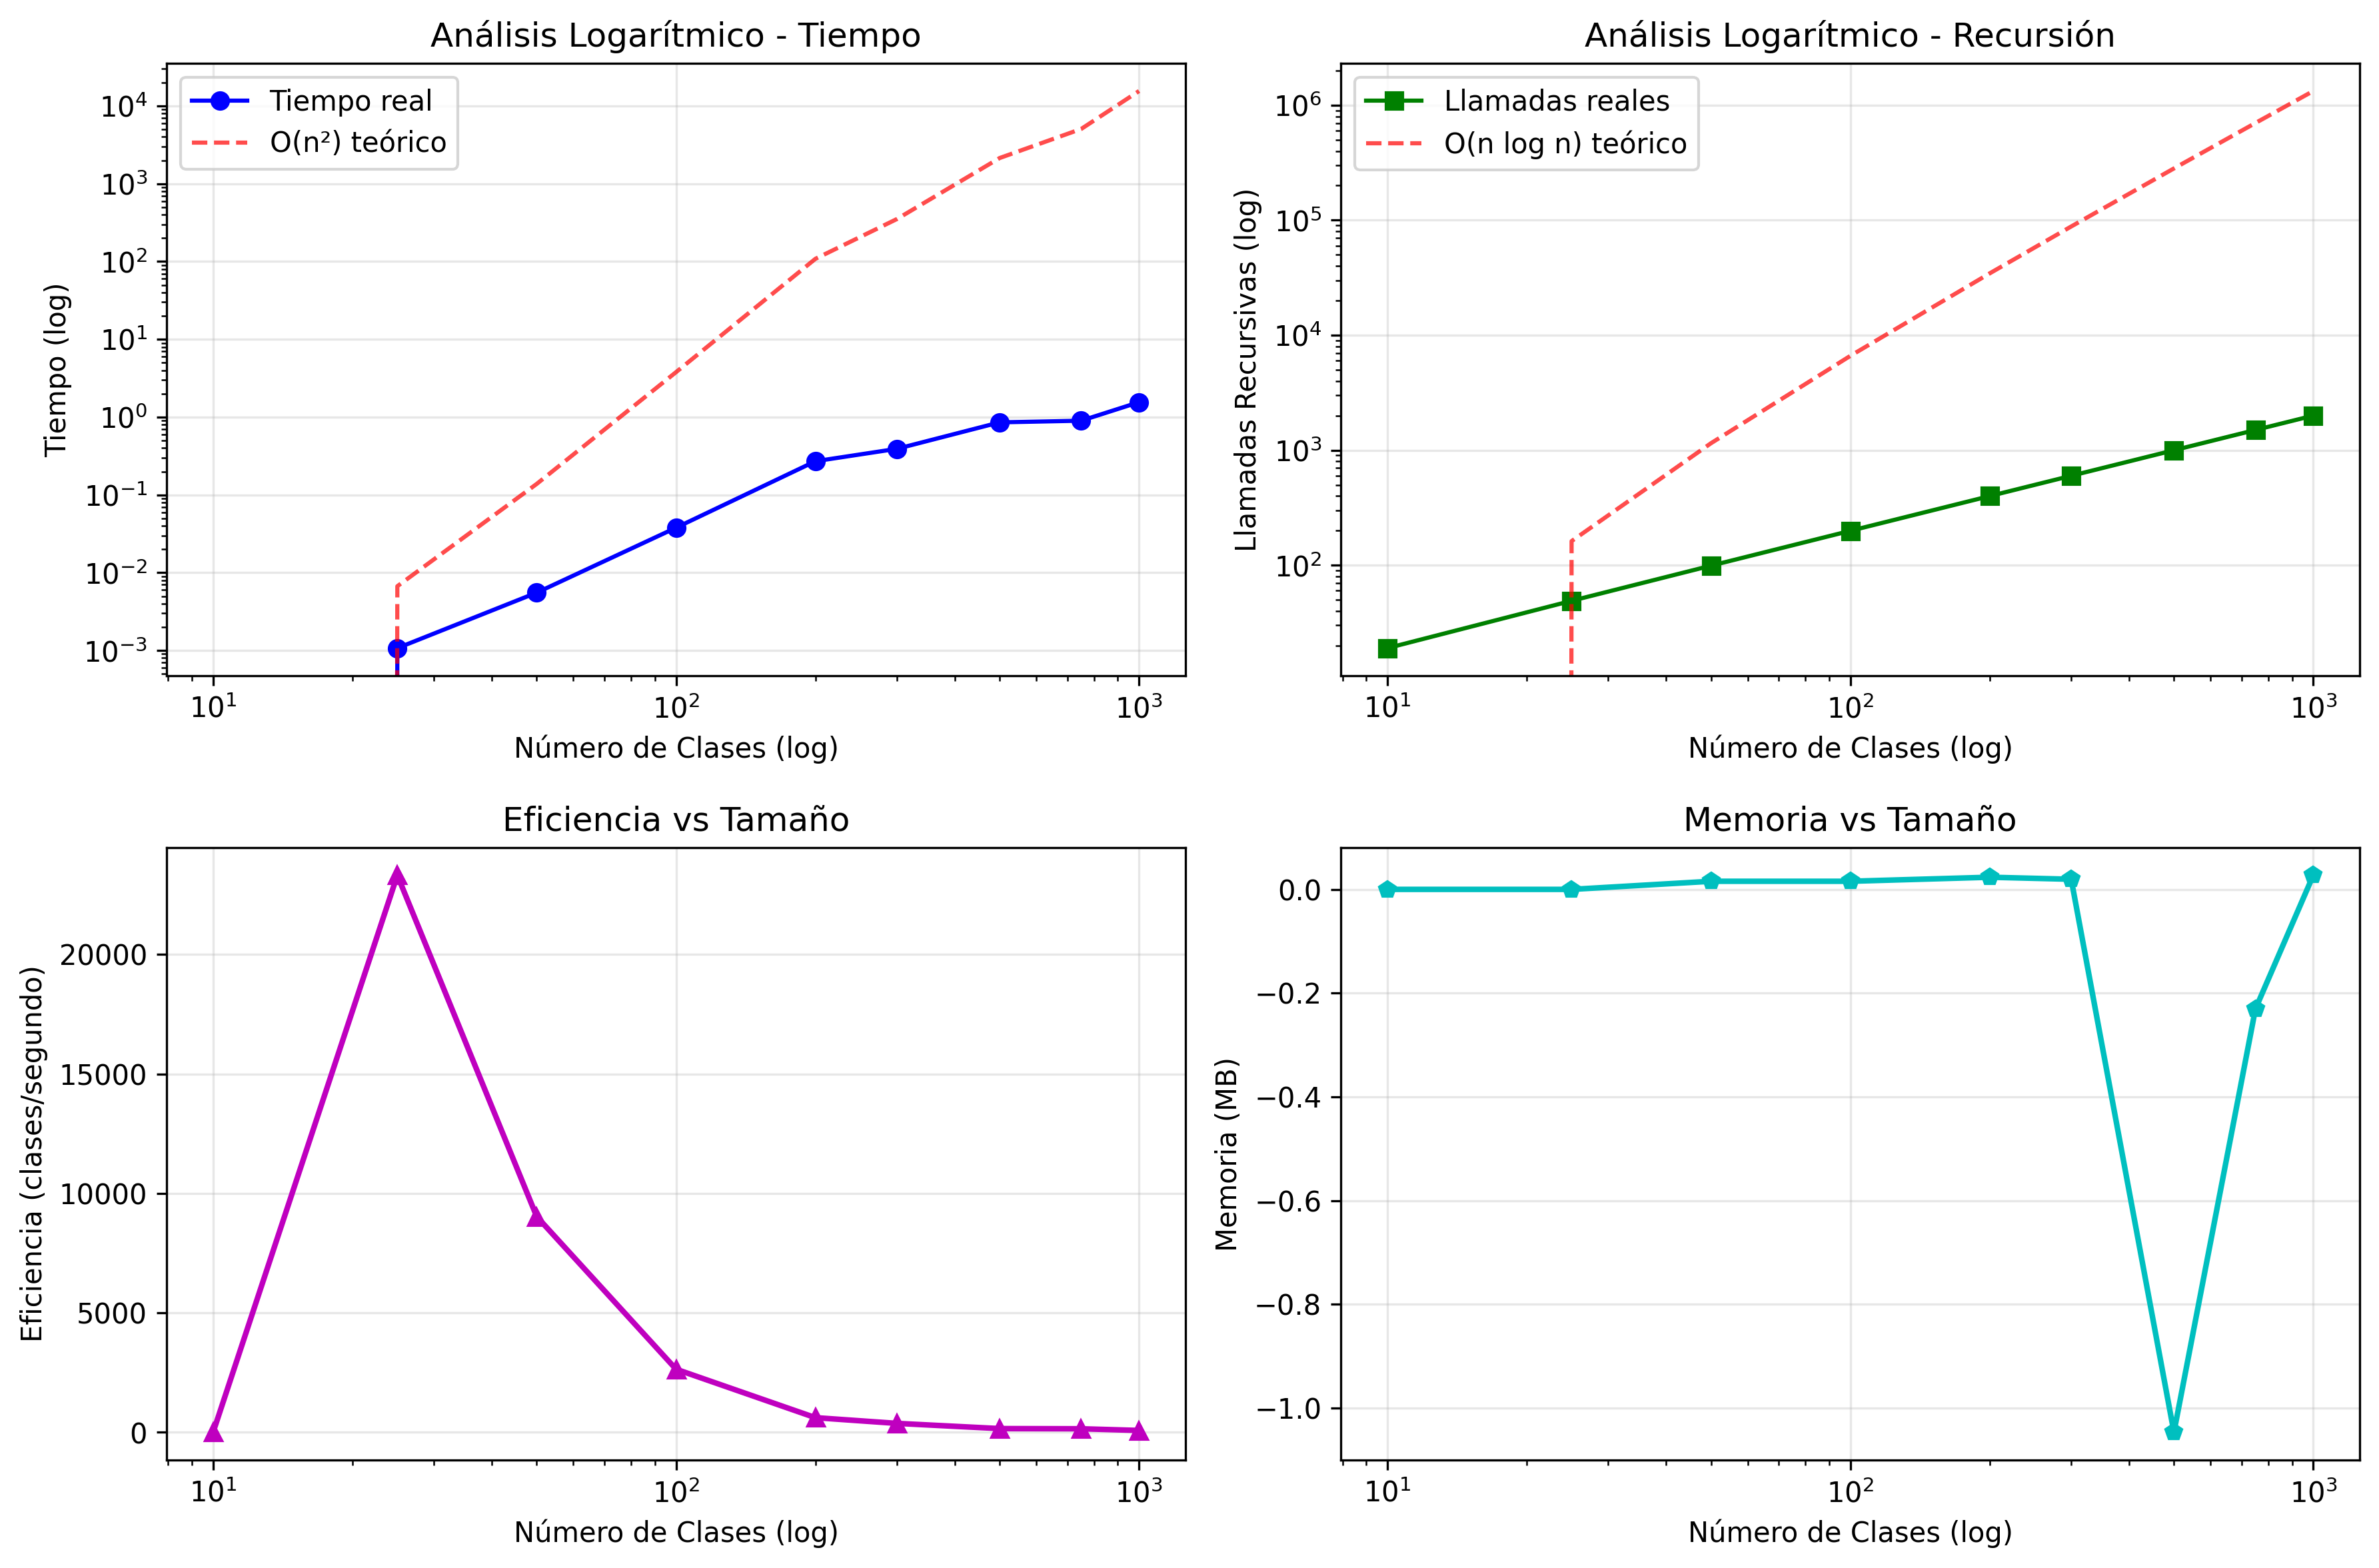 Análisis Logarítmico - Tiempo
Tiempo real
O(n²) teórico
10⁴
10³
10²
10¹
10⁰
10⁻¹
10⁻²
10⁻³
Tiempo (log)
10¹ 10² 10³
Número de Clases (log)
Análisis Logarítmico - Recursión
Llamadas reales
O(n log n) teórico
10⁶
10⁵
10⁴
10³
10²
Llamadas Recursivas (log)
10¹ 10² 10³
Número de Clases (log)
Eficiencia vs Tamaño
20000
15000
10000
5000
0
Eficiencia (clases/segundo)
10¹ 10² 10³
Número de Clases (log)
Memoria vs Tamaño
0.0
−0.2
−0.4
−0.6
−0.8
−1.0
Memoria (MB)
10¹ 10² 10³
Número de Clases (log)